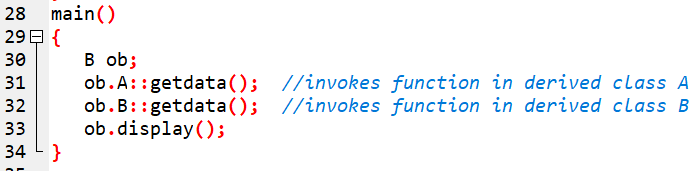 28 main()
29 {
30 B ob;
31 ob.A::getdata(); //invokes function in derived class A
32 ob.B::getdata(); //invokes function in derived class B
33 ob.display();
34 }